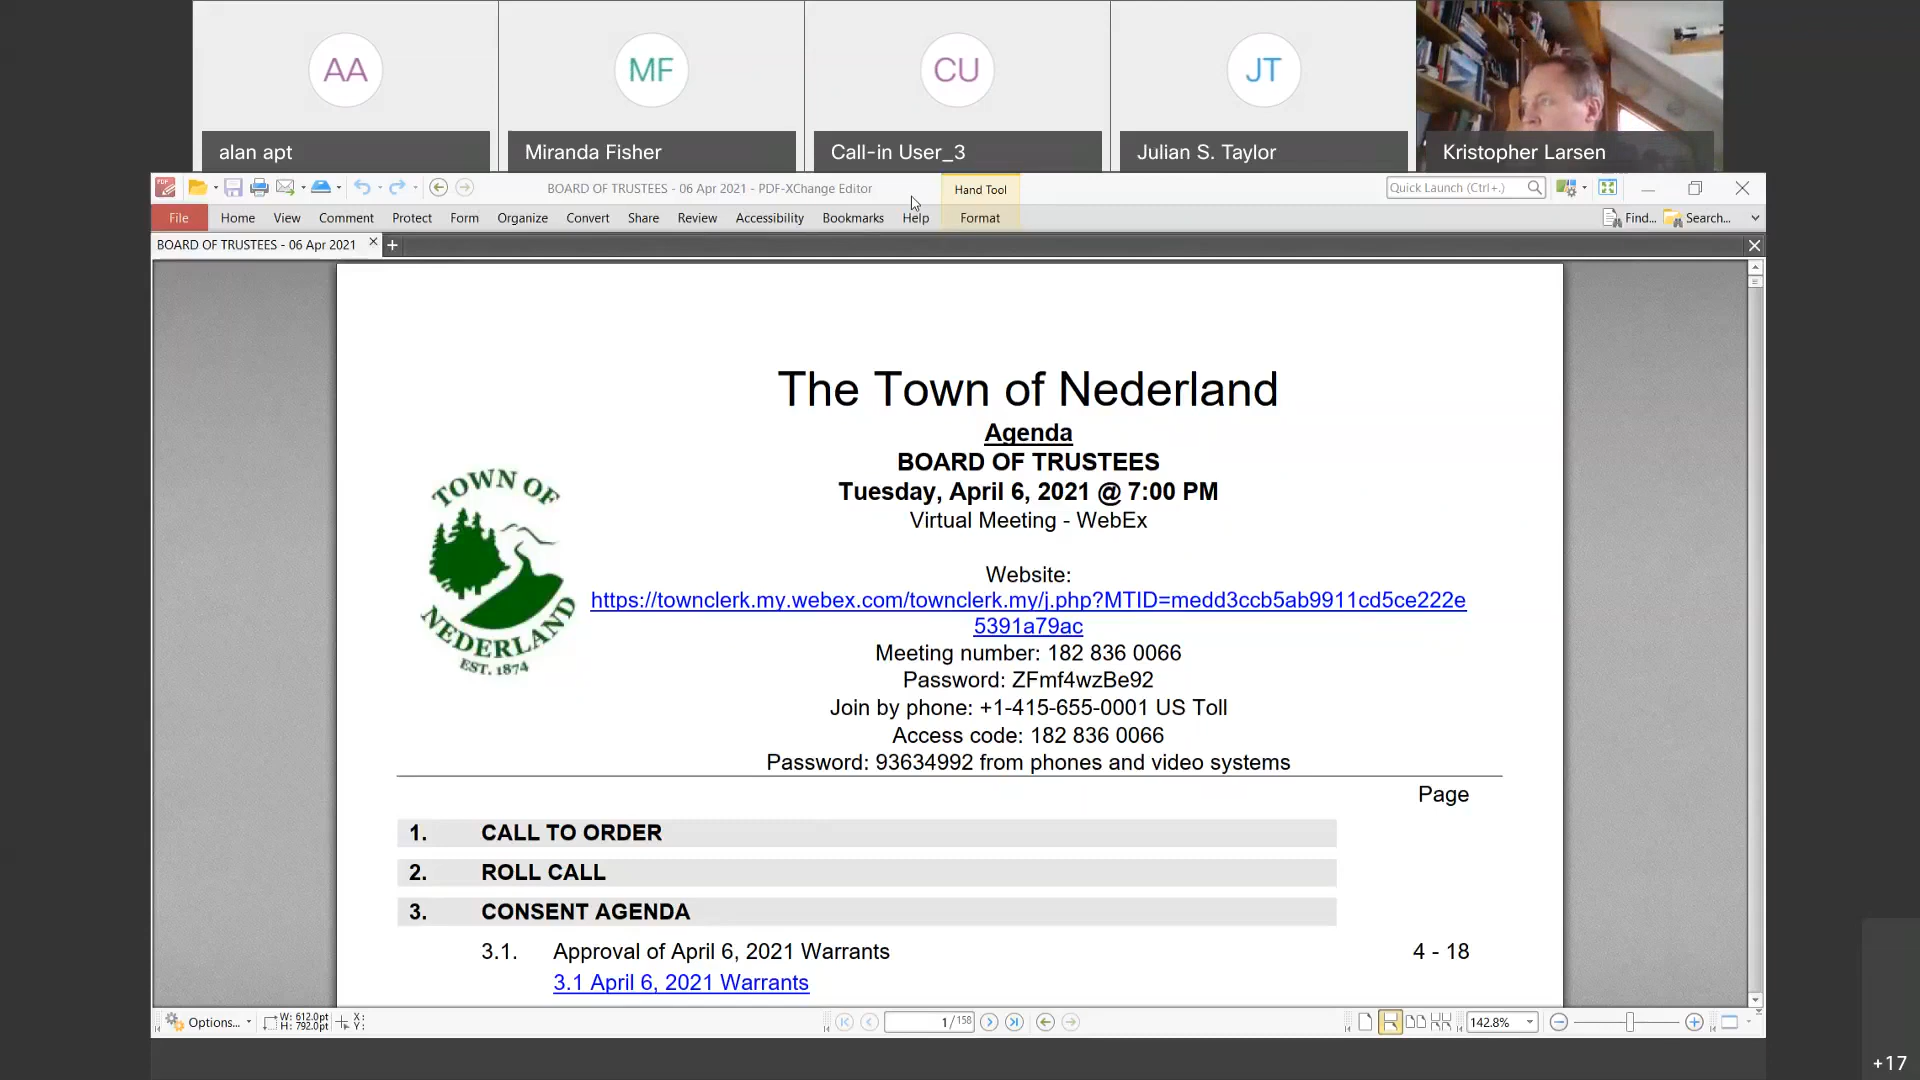 AA
MF
CU
JT
alan apt
Miranda Fisher
Call-in User_3
Julian S. Taylor
Kristopher Larsen
BOARD OF TRUSTEES - 06 Apr 2021 - PDF-XChange Editor
Hand Tool
Quick Launch (Ctrl+.)
File Home View Comment Protect Form Organize Convert Share Review Accessibility Bookmarks Help Format
Find... Search...
BOARD OF TRUSTEES - 06 Apr 2021
The Town of Nederland
Agenda
BOARD OF TRUSTEES
Tuesday, April 6, 2021 @ 7:00 PM
Virtual Meeting - WebEx
TOWN OF
NEDERLAND
EST. 1874
Website:
https://townclerk.my.webex.com/townclerk.my/j.php?MTID=medd3ccb5ab9911cd5ce222e
5391a79ac
Meeting number: 182 836 0066
Password: ZFmf4wzBe92
Join by phone: +1-415-655-0001 US Toll
Access code: 182 836 0066
Password: 93634992 from phones and video systems
Page
1. CALL TO ORDER
2. ROLL CALL
3. CONSENT AGENDA
3.1. Approval of April 6, 2021 Warrants 4 - 18
3.1 April 6, 2021 Warrants
Options...
W: 612.0pt
H: 792.0pt
X:
Y:
1 / 158
142.8%
+17